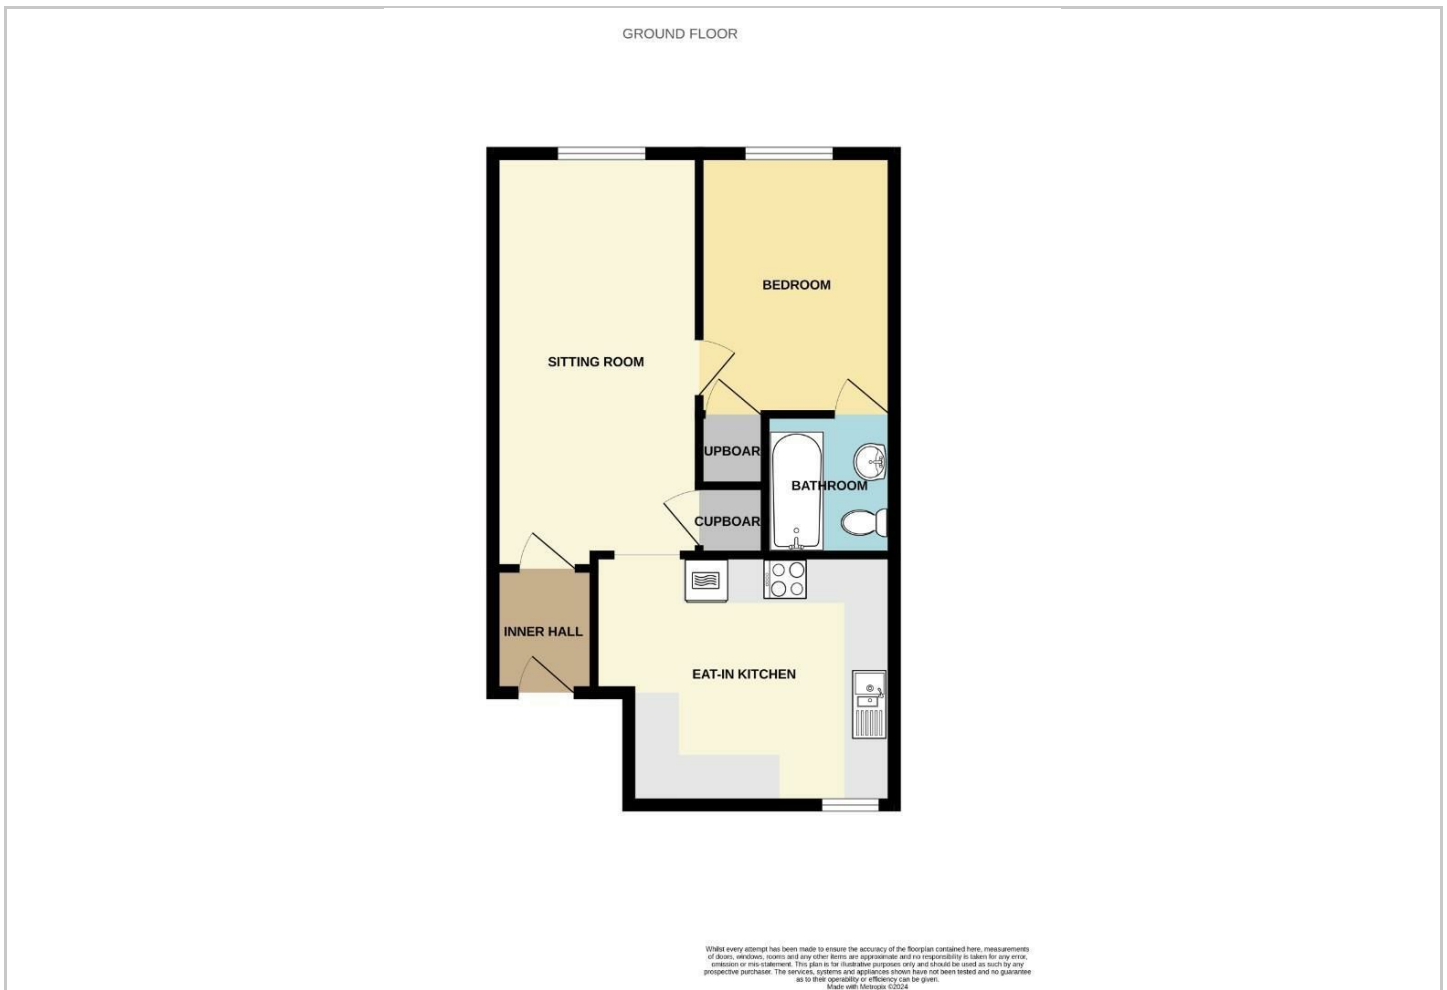 GROUND FLOOR
BEDROOM
SITTING ROOM
UPBOAR
BATHROOM
CUPBOAR
INNER HALL
EAT-IN KITCHEN
Whilst every attempt has been made to ensure the accuracy of the floorplan contained here, measurements
of doors, windows, rooms and any other items are approximate and no responsibility is taken for any error,
omission or mis-statement. This plan is for illustrative purposes only and should be used as such by any
prospective purchaser. The services, systems and appliances shown have not been tested and no guarantee
as to their operability or efficiency can be given.
Made with Metropix ©2024